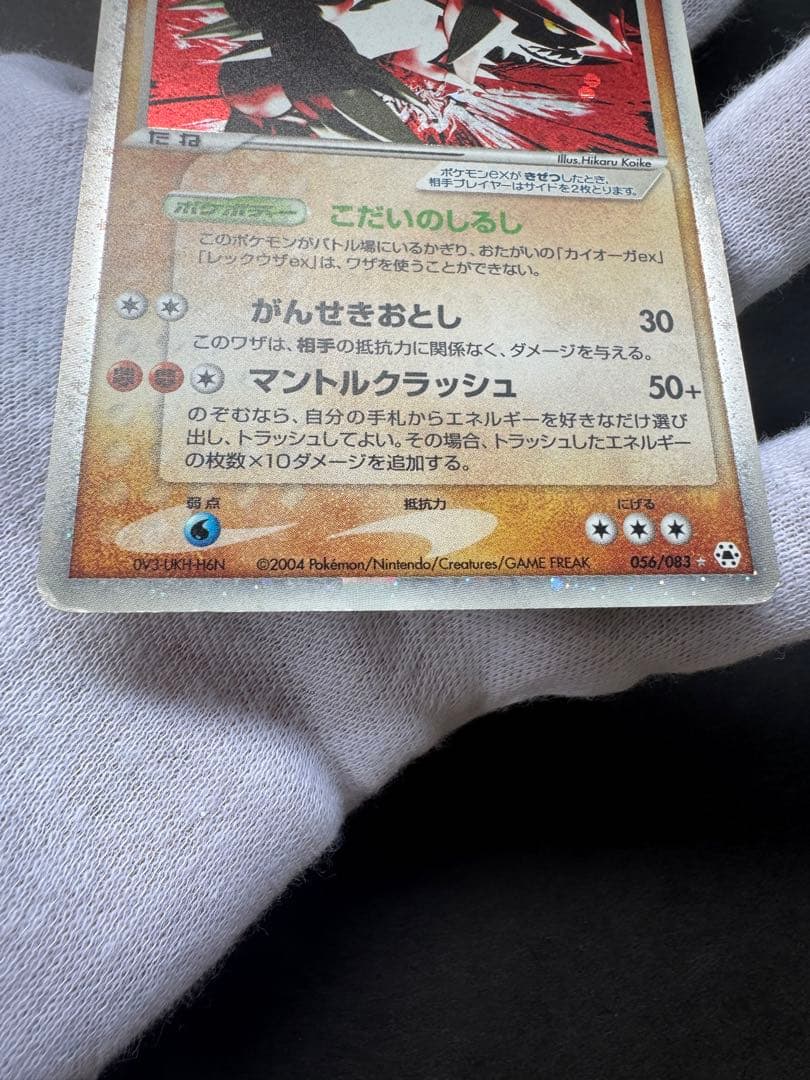 たね
Illus.Hikaru Koike
ポケモンexが きぜつしたとき、
相手プレイヤーはサイドを2枚とります。
ポケボディー こだいのしるし
このポケモンがバトル場にいるかぎり、おたがいの「カイオーガex」
「レックウザex」は、ワザを使うことができない。
がんせきおとし 30
このワザは、相手の抵抗力に関係なく、ダメージを与える。
マントルクラッシュ 50+
のぞむなら、自分の手札からエネルギーを好きなだけ選び
出し、トラッシュしてよい。その場合、トラッシュしたエネルギー
の枚数×10ダメージを追加する。
弱点 抵抗力 にげる
0V3-UKH-H6N ©2004 Pokémon/Nintendo/Creatures/GAME FREAK 056/083 ☆